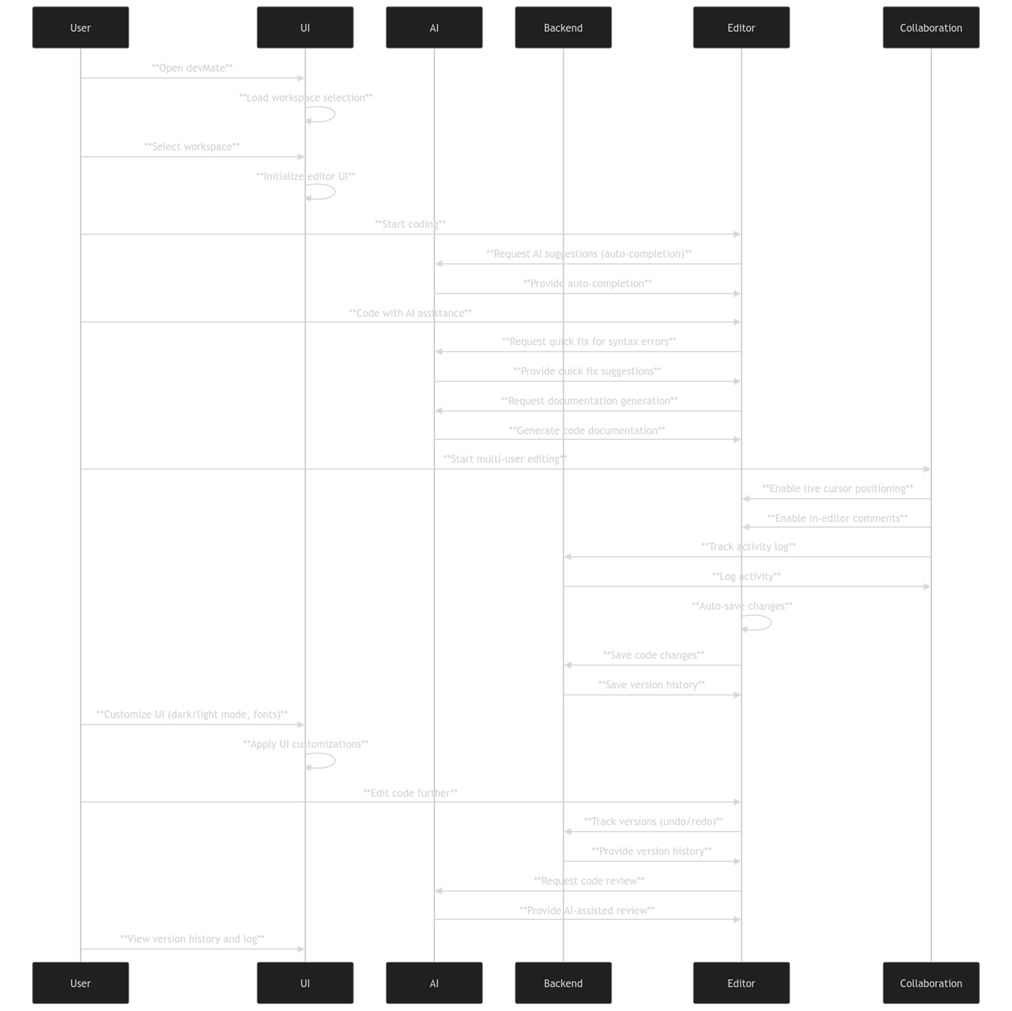 User
UI
AI
Backend
Editor
Collaboration
**Open devMate**
**Load workspace selection**
**Select workspace**
**Initialize editor UI**
**Start coding**
**Request AI suggestions (auto-completion)**
**Provide auto-completion**
**Code with AI assistance**
**Request quick fix for syntax errors**
**Provide quick fix suggestions**
**Request documentation generation**
**Generate code documentation**
**Start multi-user editing**
**Enable live cursor positioning**
**Enable in-editor comments**
**Track activity log**
**Log activity**
**Auto-save changes**
**Save code changes**
**Save version history**
**Customize UI (dark/light mode, fonts)**
**Apply UI customizations**
**Edit code further**
**Track versions (undo/redo)**
**Provide version history**
**Request code review**
**Provide AI-assisted review**
**View version history and log**
User
UI
AI
Backend
Editor
Collaboration